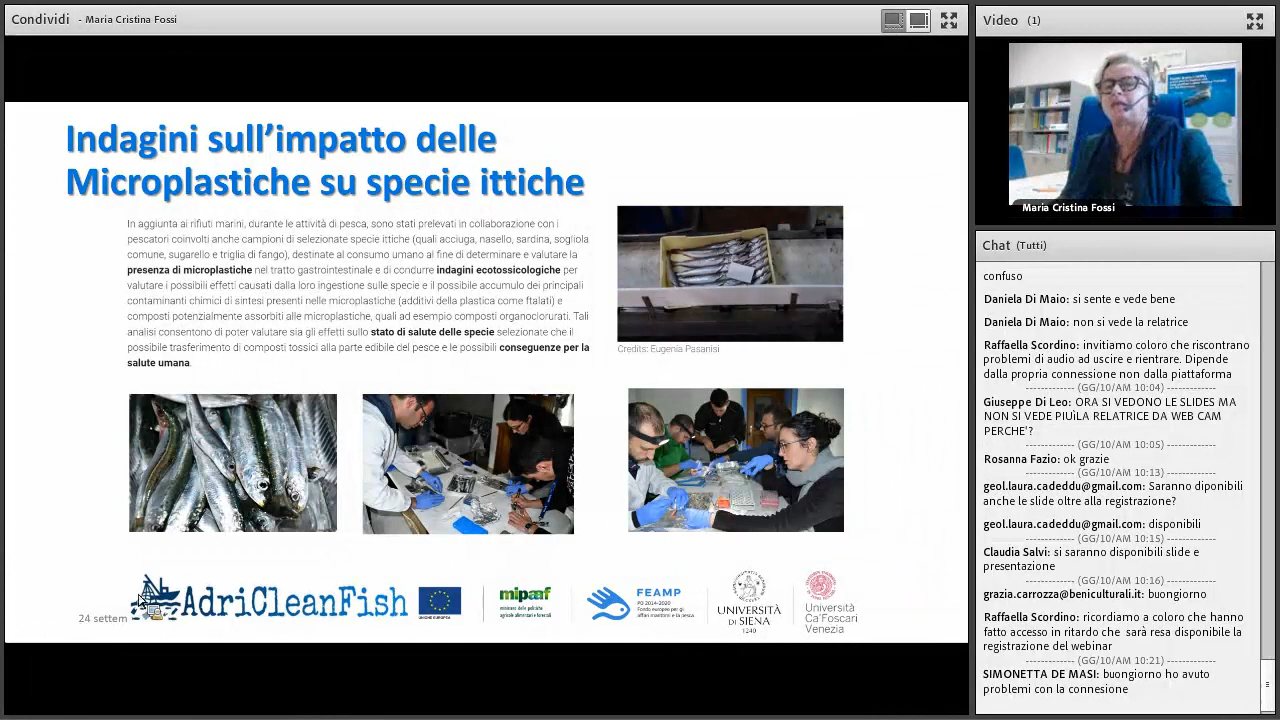 Condividi - Maria Cristina Fossi
Indagini sull'impatto delle
Microplastiche su specie ittiche
In aggiunta ai rifiuti marini, durante le attività di pesca, sono stati prelevati in collaborazione con i
pescatori coinvolti anche campioni di selezionate specie ittiche (quali acciuga, nasello, sardina, sogliola
comune, sugarello e triglia di fango), destinate al consumo umano al fine di determinare e valutare la
presenza di microplastiche nel tratto gastrointestinale e di condurre indagini ecotossicologiche per
valutare i possibili effetti causati dalla loro ingestione sulle specie e il possibile accumulo dei principali
contaminanti chimici di sintesi presenti nelle microplastiche (additivi della plastica come ftalati) e
composti potenzialmente assorbiti alle microplastiche, quali ad esempio composti organoclorurati. Tali
analisi consentono di poter valutare sia gli effetti sullo stato di salute delle specie selezionate che il
possibile trasferimento di composti tossici alla parte edibile del pesce e le possibili conseguenze per la
salute umana.
Credits: Eugenia Pasanisi
24 settem
AdriCleanFish
UNIONE EUROPEA
mipaaf
ministero delle politiche
agricole alimentari e forestali
FEAMP
PO 2014-2020
Fondo europeo per gli
affari marittimi e la pesca
UNIVERSITÀ
DI SIENA
1240
Università
Ca'Foscari
Venezia
Video (1)
Maria Cristina Fossi
Chat (Tutti)
confuso
Daniela Di Maio: si sente e vede bene
Daniela Di Maio: non si vede la relatrice
Raffaella Scordino: invitiamo coloro che riscontrano
problemi di audio ad uscire e rientrare. Dipende
dalla propria connessione non dalla piattaforma
------------ (GG/10/AM 10:04) ------------
Giuseppe Di Leo: ORA SI VEDONO LE SLIDES MA
NON SI VEDE PIUìLA RELATRICE DA WEB CAM
PERCHE'?
------------ (GG/10/AM 10:05) ------------
Rosanna Fazio: ok grazie
------------ (GG/10/AM 10:13) ------------
geol.laura.cadeddu@gmail.com: Saranno diponibili
anche le slide oltre alla registrazione?
geol.laura.cadeddu@gmail.com: disponibili
------------ (GG/10/AM 10:15) ------------
Claudia Salvi: si saranno disponibili slide e
presentazione
------------ (GG/10/AM 10:16) ------------
grazia.carrozza@beniculturali.it: buongiorno
Raffaella Scordino: ricordiamo a coloro che hanno
fatto accesso in ritardo che sarà resa disponibile la
registrazione del webinar
------------ (GG/10/AM 10:21) ------------
SIMONETTA DE MASI: buongiorno ho avuto
problemi con la connesione